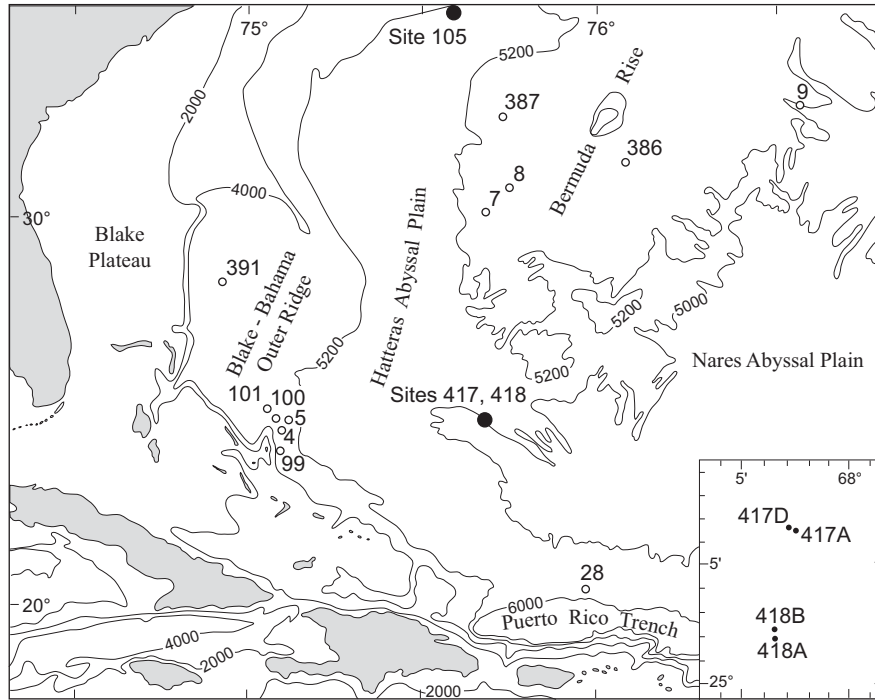 75°
76°
Site 105
5200
Rise
2000
387
9
386
8
Bermuda
4000
7
30°
Blake
Plateau
Hatteras Abyssal Plain
391
Blake - Bahama
Outer Ridge
5200
5000
5200
5200
Nares Abyssal Plain
Sites 417, 418
101
100
5
4
99
5'
68°
417D
417A
5'
28
20°
6000
Puerto Rico Trench
418B
418A
4000
2000
2000
25°